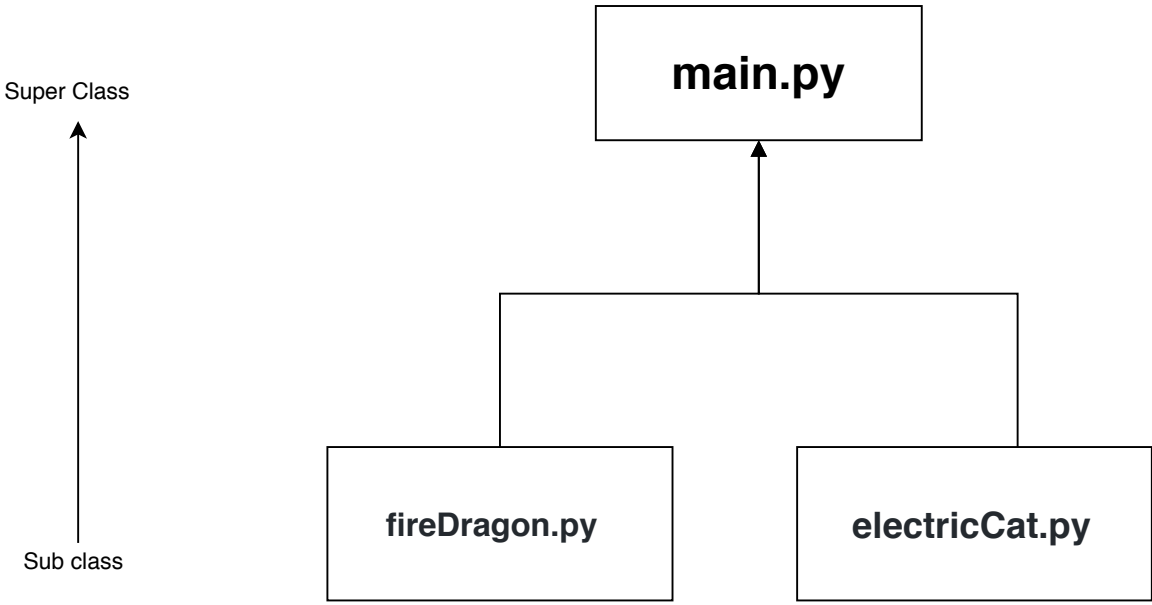 main.py
Super Class
fireDragon.py
electricCat.py
Sub class